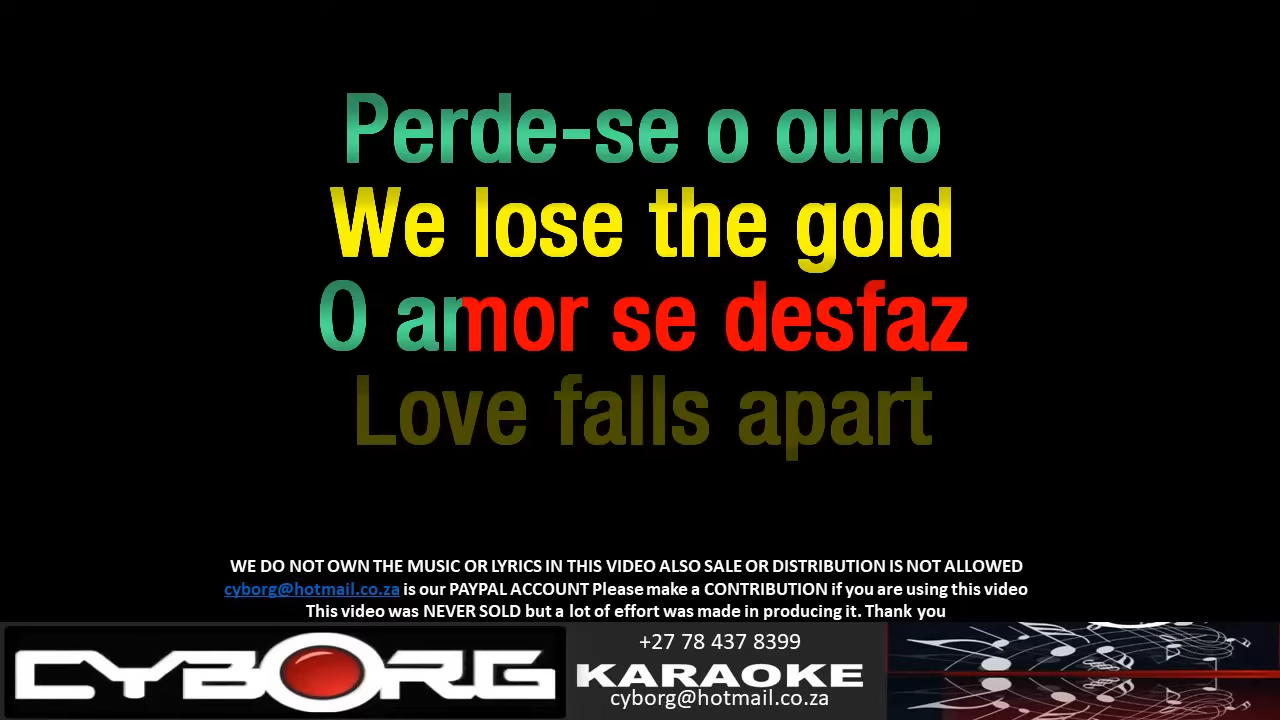 Perde-se o ouro
We lose the gold
O amor se desfaz
Love falls apart
WE DO NOT OWN THE MUSIC OR LYRICS IN THIS VIDEO ALSO SALE OR DISTRIBUTION IS NOT ALLOWED
cyborg@hotmail.co.za is our PAYPAL ACCOUNT Please make a CONTRIBUTION if you are using this video
This video was NEVER SOLD but a lot of effort was made in producing it. Thank you
CYBORG
+27 78 437 8399
KARAOKE
cyborg@hotmail.co.za